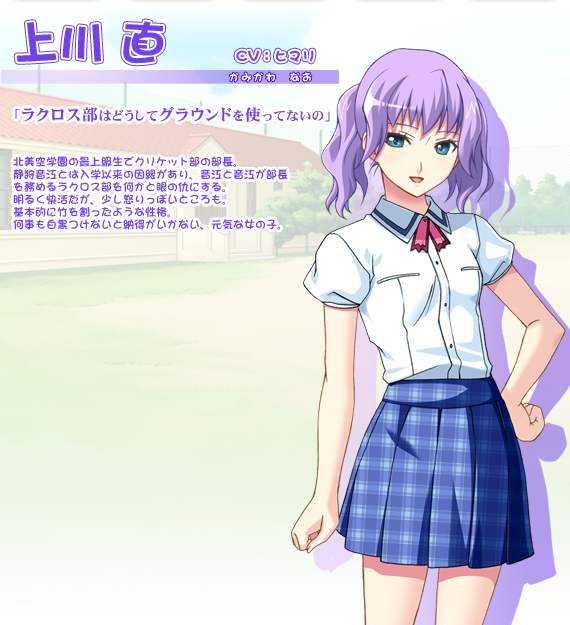 上川 直
CV：ヒマリ
かみかわ　なお
「ラクロス部はどうしてグラウンドを使ってないの」
北美空学園の最上級生でクリケット部の部長。
静狩音江とは入学以来の因縁があり、音江と音江が部長
を務めるラクロス部を何かと眼の仇にする。
明るく快活だが、少し怒りっぽいところも。
基本的に竹を割ったような性格。
何事も白黒つけないと納得がいかない、元気な女の子。